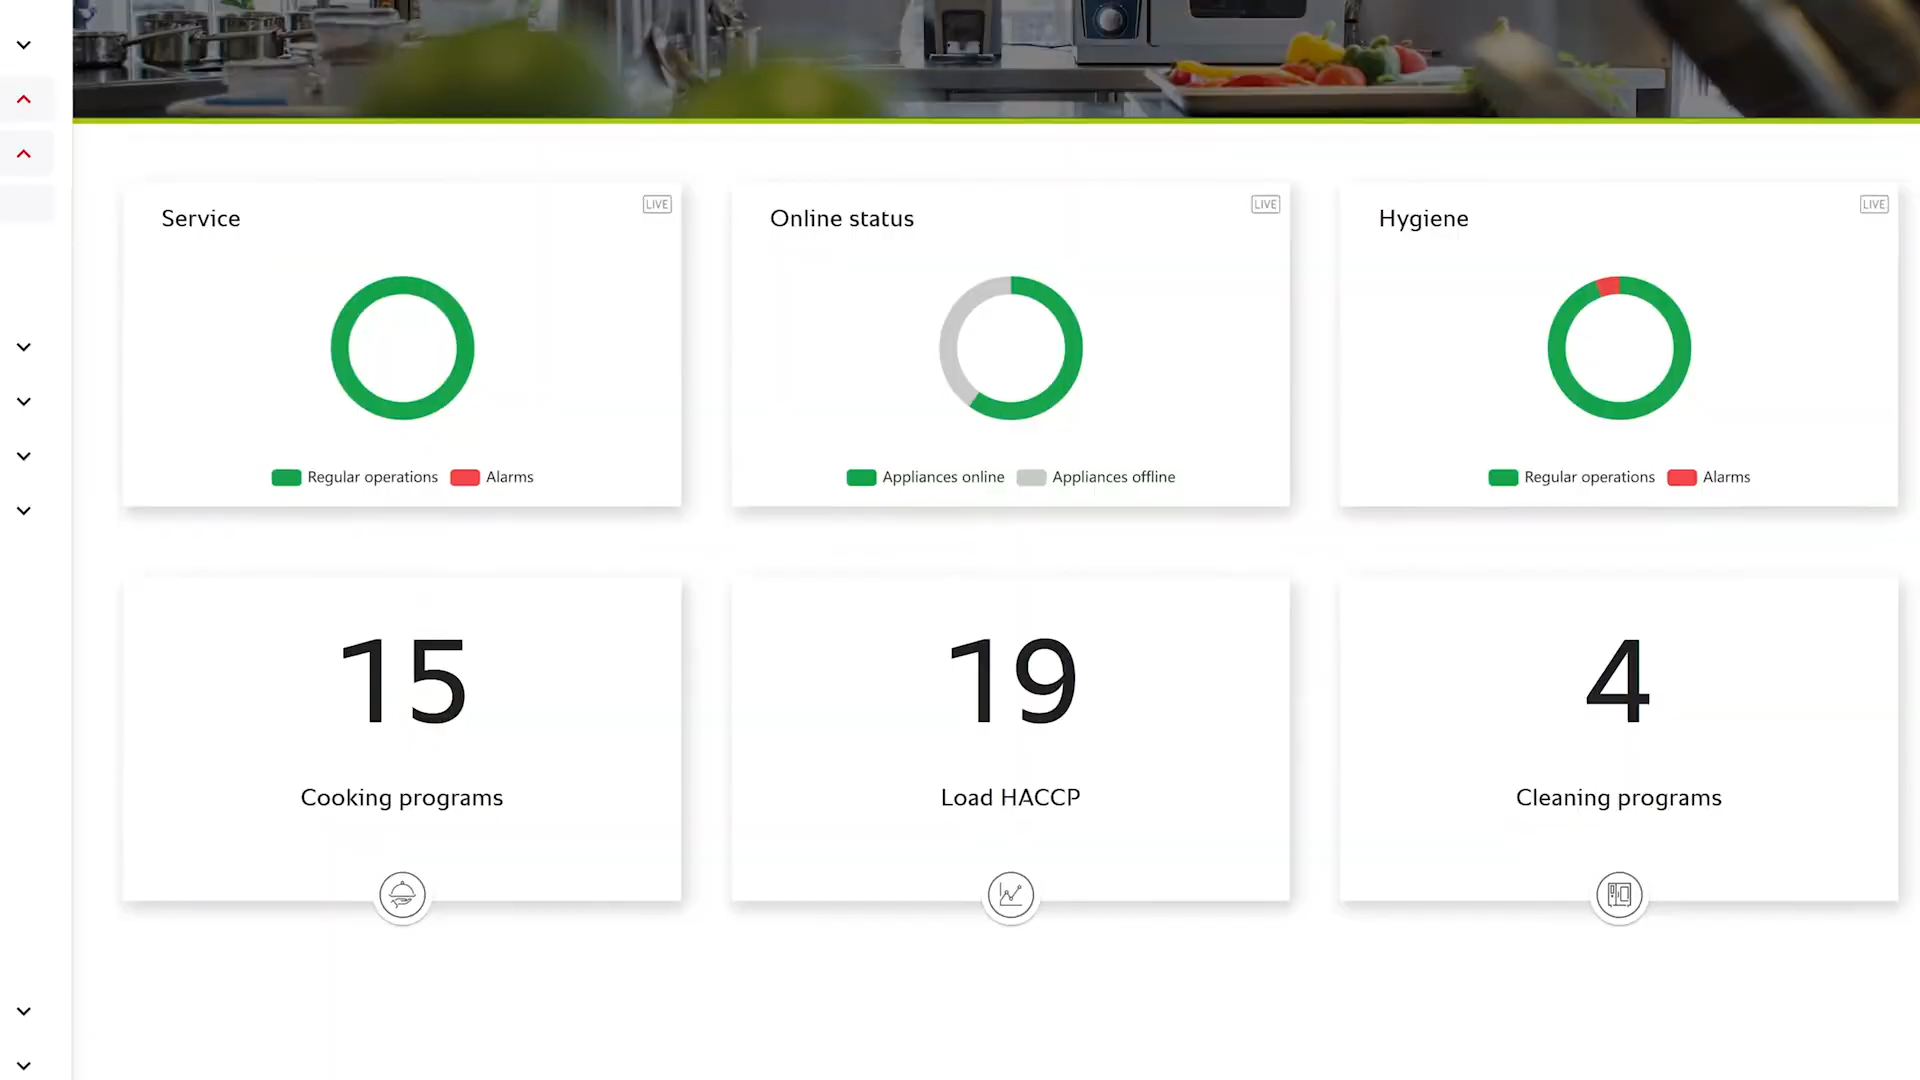 Service
LIVE
Online status
LIVE
Hygiene
LIVE
Regular operations
Alarms
Appliances online
Appliances offline
Regular operations
Alarms
15
Cooking programs
19
Load HACCP
4
Cleaning programs